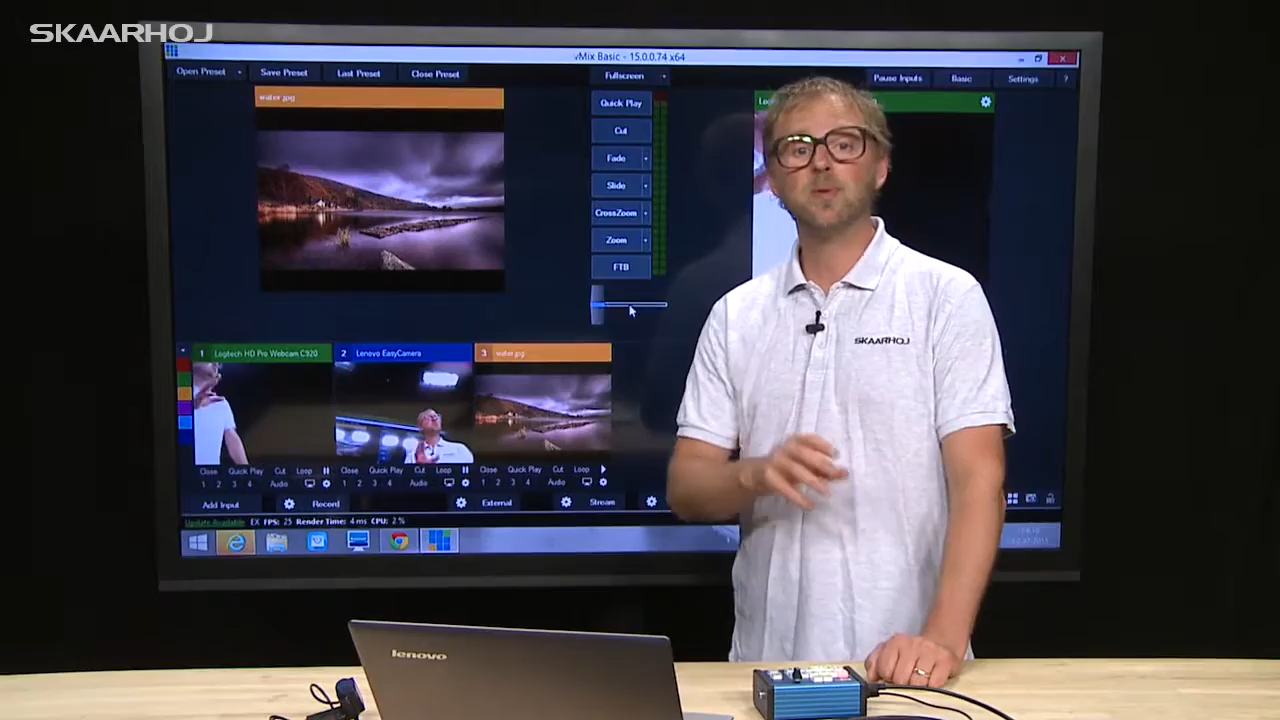 SKAARHOJ
vMix Basic - 15.0.0.74 x64
Open Preset Save Preset Last Preset Close Preset Fullscreen Pause Inputs Basic Settings ?
water.jpg
Quick Play
Cut
Fade
Slide
CrossZoom
Zoom
FTB
SKAARHOJ
1 Logitech HD Pro Webcam C920 2 Lenovo EasyCamera 3 water.jpg
Close Quick Play Cut Loop Close Quick Play Cut Loop Close Quick Play Cut Loop
1 2 3 4 Audio 1 2 3 4 Audio 1 2 3 4 Audio
Add Input Record External Stream
Update Available EX FPS: 25 Render Time: 4 ms CPU: 2 %
lenovo